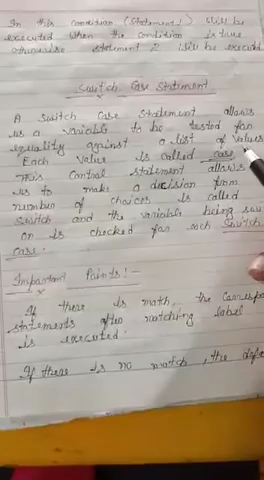 In this condition (Statement 1) will be
executed when the condition is true
otherwise statement 2 will be execut
Switch Case Statement
A Switch Case Statement allows
us a variable to be tested for
equality against a list of values
Each value is called case
This Control statement allows
us to make a decision from
number of choices is called
Switch and the variable being sw
on is checked for each Switch
case.
Important Points:-
If there is match, the Correspo
statements after matching label
is executed.
If there is no match, the defa